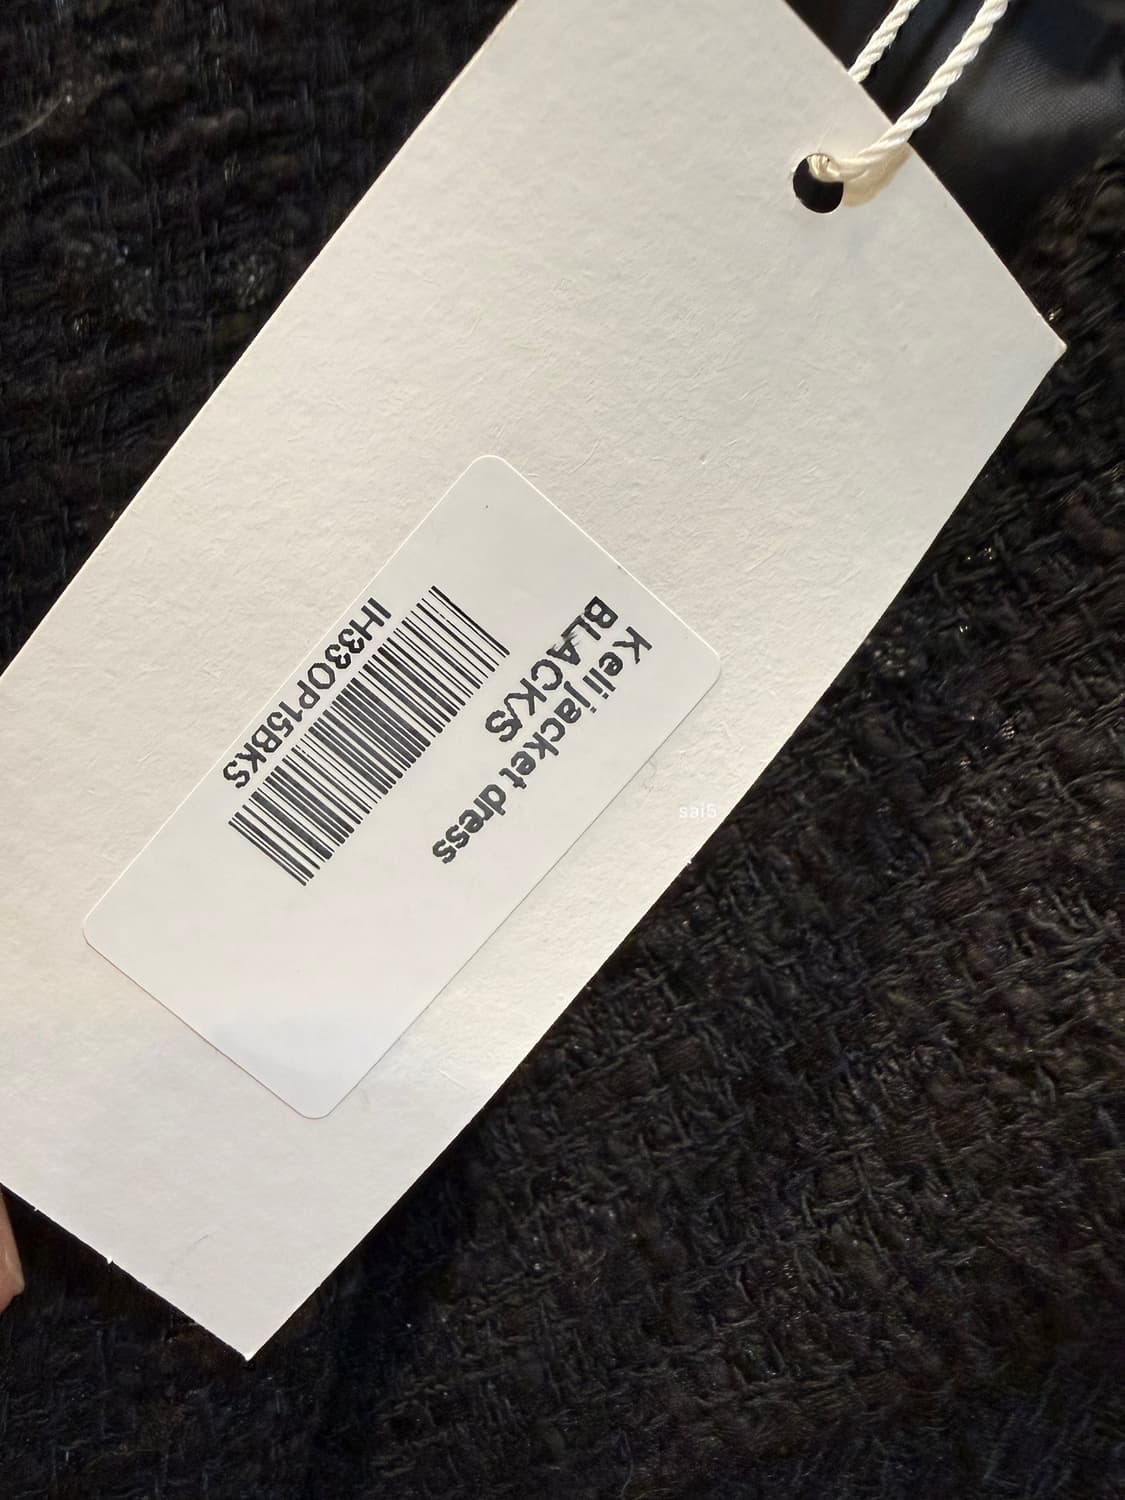 Keli jacket dress
BLACK/S
IH33OP15BKS
sai5